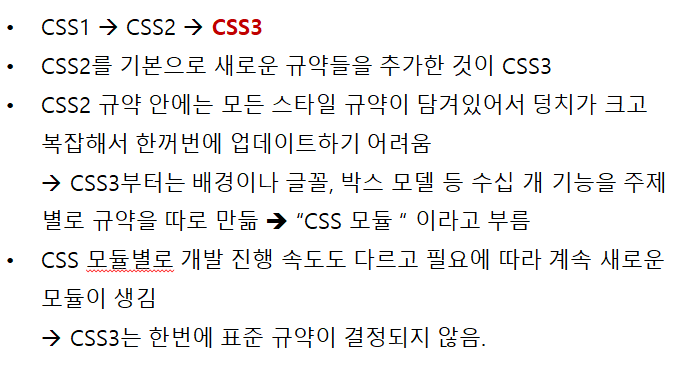 • CSS1 → CSS2 → CSS3
• CSS2를 기본으로 새로운 규약들을 추가한 것이 CSS3
• CSS2 규약 안에는 모든 스타일 규약이 담겨있어서 덩치가 크고
복잡해서 한꺼번에 업데이트하기 어려움
→ CSS3부터는 배경이나 글꼴, 박스 모델 등 수십 개 기능을 주제
별로 규약을 따로 만듦 ➔ “CSS 모듈 “ 이라고 부름
• CSS 모듈별로 개발 진행 속도도 다르고 필요에 따라 계속 새로운
모듈이 생김
→ CSS3는 한번에 표준 규약이 결정되지 않음.